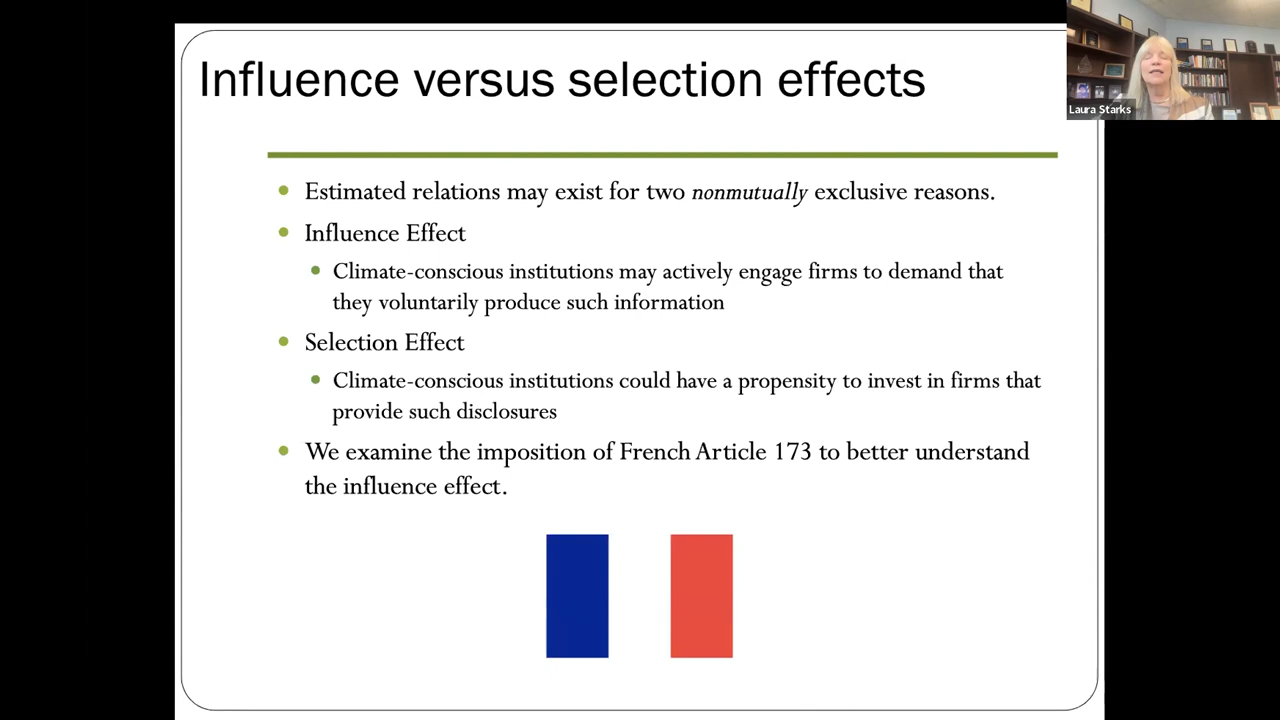 Influence versus selection effects
Laura Starks
Estimated relations may exist for two nonmutually exclusive reasons.
Influence Effect
Climate-conscious institutions may actively engage firms to demand that
they voluntarily produce such information
Selection Effect
Climate-conscious institutions could have a propensity to invest in firms that
provide such disclosures
We examine the imposition of French Article 173 to better understand
the influence effect.